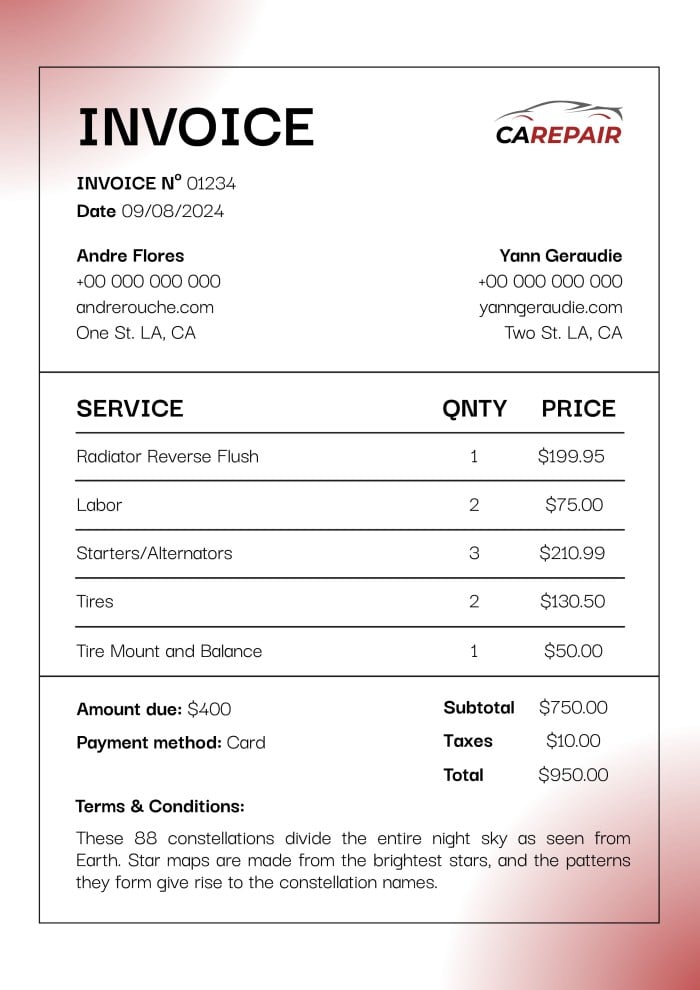 INVOICE
CAREPAIR
INVOICE Nº 01234
Date 09/08/2024
Andre Flores
+00 000 000 000
andrerouche.com
One St. LA, CA
Yann Geraudie
+00 000 000 000
yanngeraudie.com
Two St. LA, CA
SERVICE QNTY PRICE
Radiator Reverse Flush 1 $199.95
Labor 2 $75.00
Starters/Alternators 3 $210.99
Tires 2 $130.50
Tire Mount and Balance 1 $50.00
Amount due: $400
Payment method: Card
Subtotal $750.00
Taxes $10.00
Total $950.00
Terms & Conditions:
These 88 constellations divide the entire night sky as seen from
Earth. Star maps are made from the brightest stars, and the patterns
they form give rise to the constellation names.